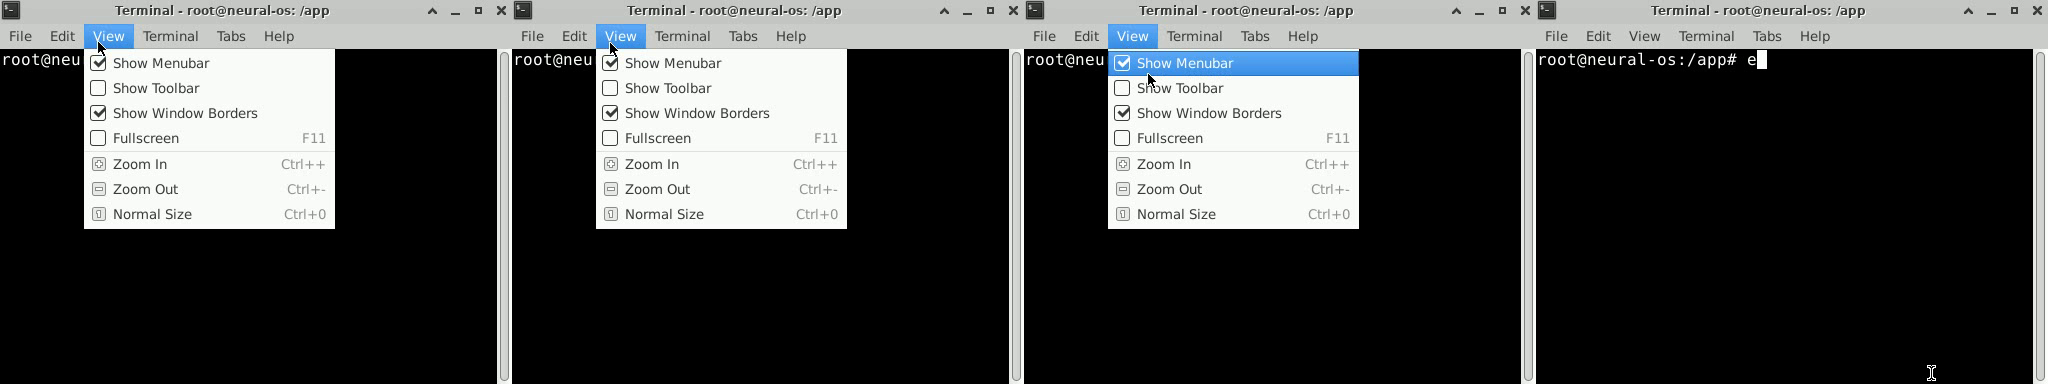 Terminal - root@neural-os: /app
File Edit View Terminal Tabs Help
root@neu
Show Menubar
Show Toolbar
Show Window Borders
Fullscreen F11
Zoom In Ctrl++
Zoom Out Ctrl+-
Normal Size Ctrl+0
Terminal - root@neural-os: /app
File Edit View Terminal Tabs Help
root@neu
Show Menubar
Show Toolbar
Show Window Borders
Fullscreen F11
Zoom In Ctrl++
Zoom Out Ctrl+-
Normal Size Ctrl+0
Terminal - root@neural-os: /app
File Edit View Terminal Tabs Help
root@neu
Show Menubar
Show Toolbar
Show Window Borders
Fullscreen F11
Zoom In Ctrl++
Zoom Out Ctrl+-
Normal Size Ctrl+0
Terminal - root@neural-os: /app
File Edit View Terminal Tabs Help
root@neural-os:/app# e